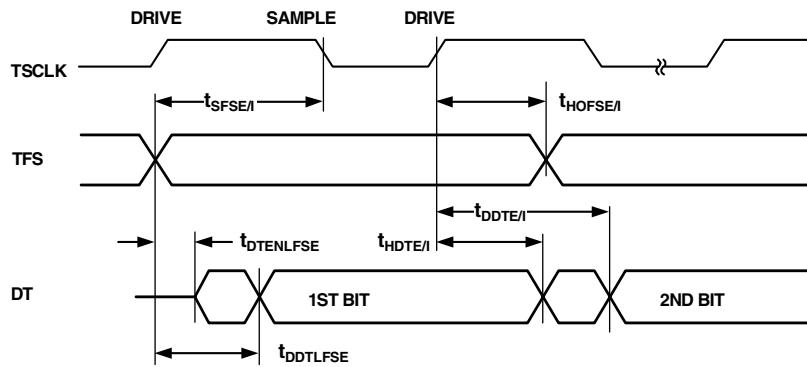 DRIVE SAMPLE DRIVE
TSCLK
tSFSE/I tHOFSE/I
TFS
tDDTE/I
tDTENLFSE tHDTE/I
DT 1ST BIT 2ND BIT
tDDTLFSE